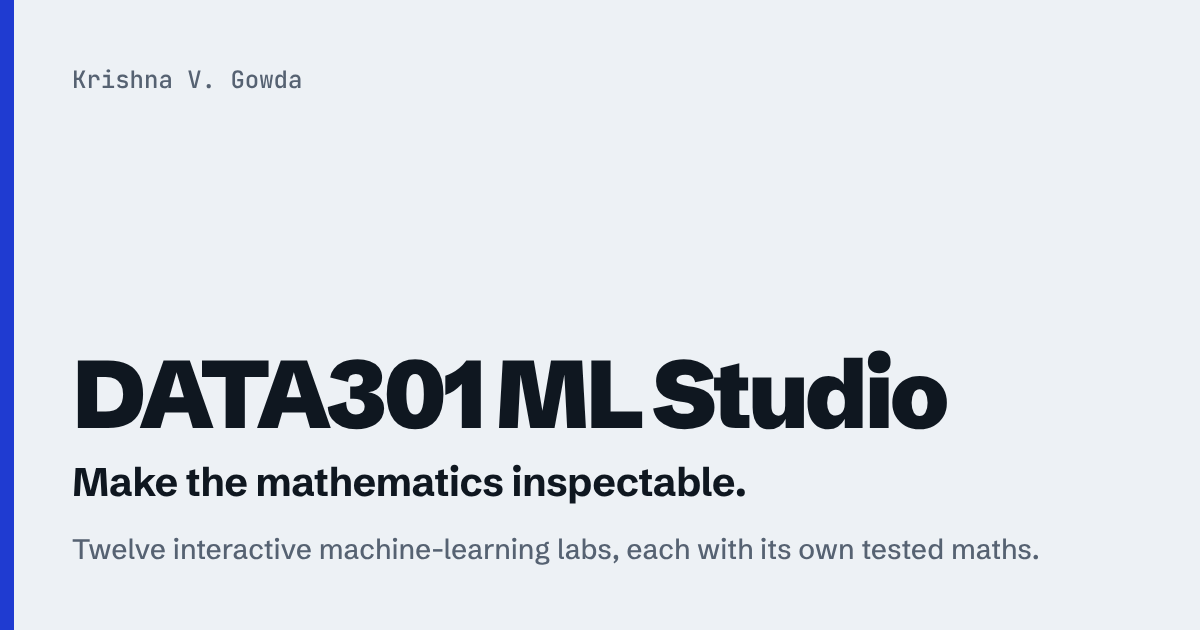 Krishna V. Gowda
DATA301 ML Studio
Make the mathematics inspectable.
Twelve interactive machine-learning labs, each with its own tested maths.